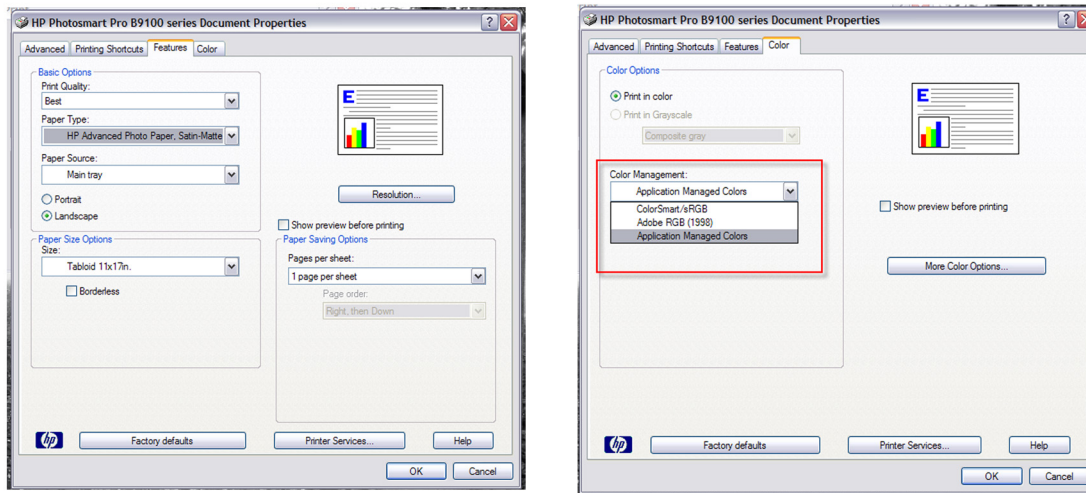 HP Photosmart Pro B9100 series Document Properties
Advanced Printing Shortcuts Features Color
Basic Options
Print Quality:
Best
Paper Type:
HP Advanced Photo Paper, Satin-Matte
Paper Source:
Main tray
Portrait
Landscape
Paper Size Options
Size:
Tabloid 11x17in.
Borderless
E
Resolution...
Show preview before printing
Paper Saving Options
Pages per sheet:
1 page per sheet
Page order:
Right, then Down
hp
Factory defaults
Printer Services...
Help
OK
Cancel
HP Photosmart Pro B9100 series Document Properties
Advanced Printing Shortcuts Features Color
Color Options
Print in color
Print in Grayscale
Composite gray
Color Management:
Application Managed Colors
ColorSmart/sRGB
Adobe RGB (1998)
Application Managed Colors
E
Show preview before printing
More Color Options...
hp
Factory defaults
Printer Services...
Help
OK
Cancel